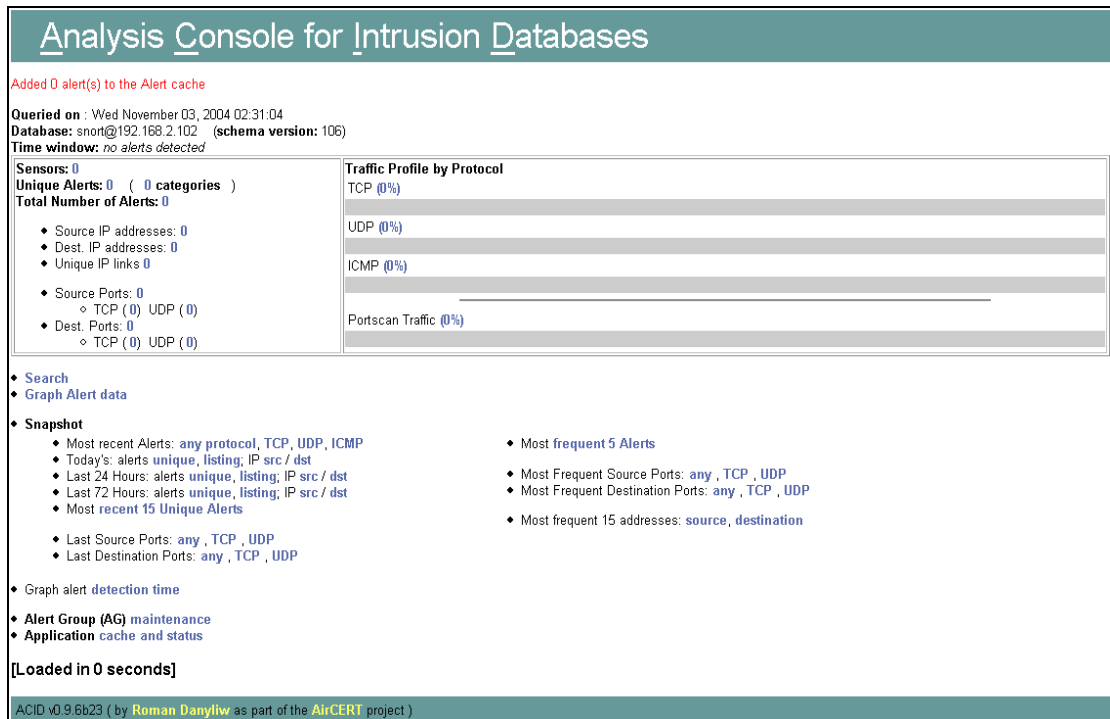 Analysis Console for Intrusion Databases
Added 0 alert(s) to the Alert cache
Queried on : Wed November 03, 2004 02:31:04
Database: snort@192.168.2.102 (schema version: 106)
Time window: no alerts detected
Sensors: 0
Unique Alerts: 0 ( 0 categories )
Total Number of Alerts: 0
Source IP addresses: 0
Dest. IP addresses: 0
Unique IP links 0
Source Ports: 0
TCP ( 0) UDP ( 0)
Dest. Ports: 0
TCP ( 0) UDP ( 0)
Traffic Profile by Protocol
TCP (0%)
UDP (0%)
ICMP (0%)
Portscan Traffic (0%)
Search
Graph Alert data
Snapshot
Most recent Alerts: any protocol, TCP, UDP, ICMP
Today's: alerts unique, listing; IP src / dst
Last 24 Hours: alerts unique, listing; IP src / dst
Last 72 Hours: alerts unique, listing; IP src / dst
Most recent 15 Unique Alerts
Last Source Ports: any , TCP , UDP
Last Destination Ports: any , TCP , UDP
Most frequent 5 Alerts
Most Frequent Source Ports: any , TCP , UDP
Most Frequent Destination Ports: any , TCP , UDP
Most frequent 15 addresses: source, destination
Graph alert detection time
Alert Group (AG) maintenance
Application cache and status
[Loaded in 0 seconds]
ACID v0.9.6b23 ( by Roman Danyliw as part of the AirCERT project )